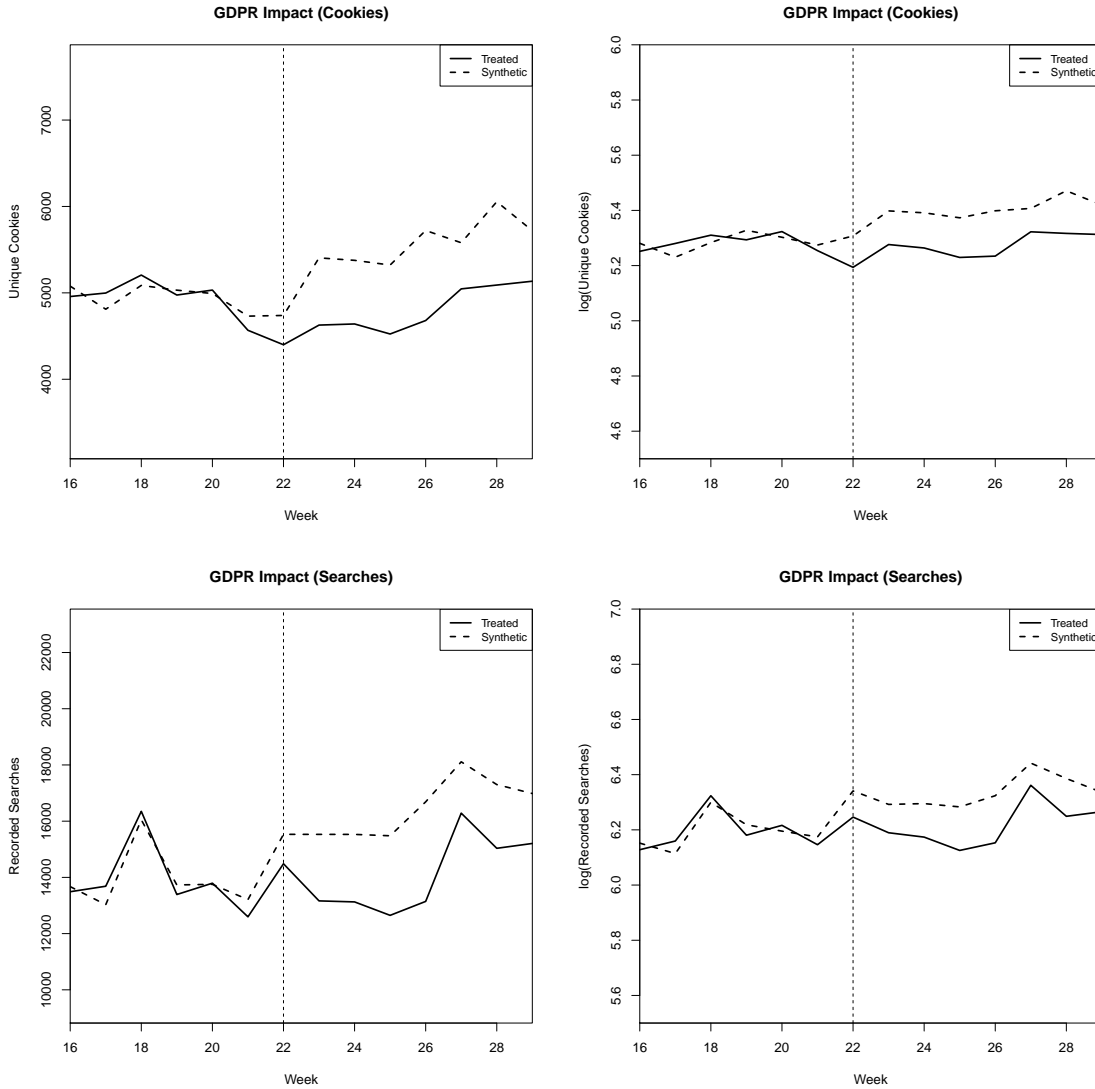 GDPR Impact (Cookies)
Treated
Synthetic
Unique Cookies
7000
6000
5000
4000
16 18 20 22 24 26 28
Week
GDPR Impact (Cookies)
Treated
Synthetic
log(Unique Cookies)
6.0
5.8
5.6
5.4
5.2
5.0
4.8
4.6
16 18 20 22 24 26 28
Week
GDPR Impact (Searches)
Treated
Synthetic
Recorded Searches
22000
20000
18000
16000
14000
12000
10000
16 18 20 22 24 26 28
Week
GDPR Impact (Searches)
Treated
Synthetic
log(Recorded Searches)
7.0
6.8
6.6
6.4
6.2
6.0
5.8
5.6
16 18 20 22 24 26 28
Week